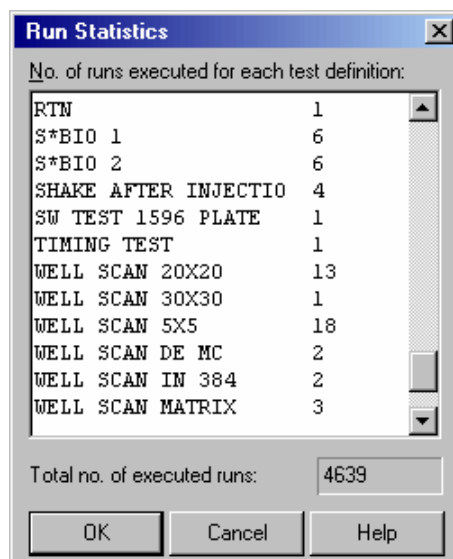 Run Statistics
No. of runs executed for each test definition:
RTN 1
S*BIO 1 6
S*BIO 2 6
SHAKE AFTER INJECTIO 4
SW TEST 1596 PLATE 1
TIMING TEST 1
WELL SCAN 20X20 13
WELL SCAN 30X30 1
WELL SCAN 5X5 18
WELL SCAN DE MC 2
WELL SCAN IN 384 2
WELL SCAN MATRIX 3
Total no. of executed runs: 4639
OK Cancel Help